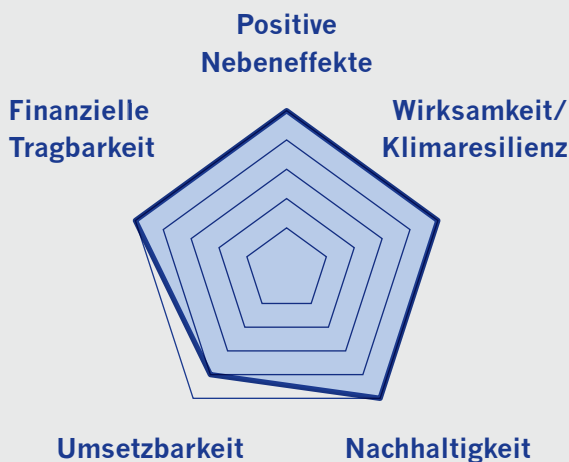 Positive
Nebeneffekte
Finanzielle
Tragbarkeit
Wirksamkeit/
Klimaresilienz
Umsetzbarkeit
Nachhaltigkeit